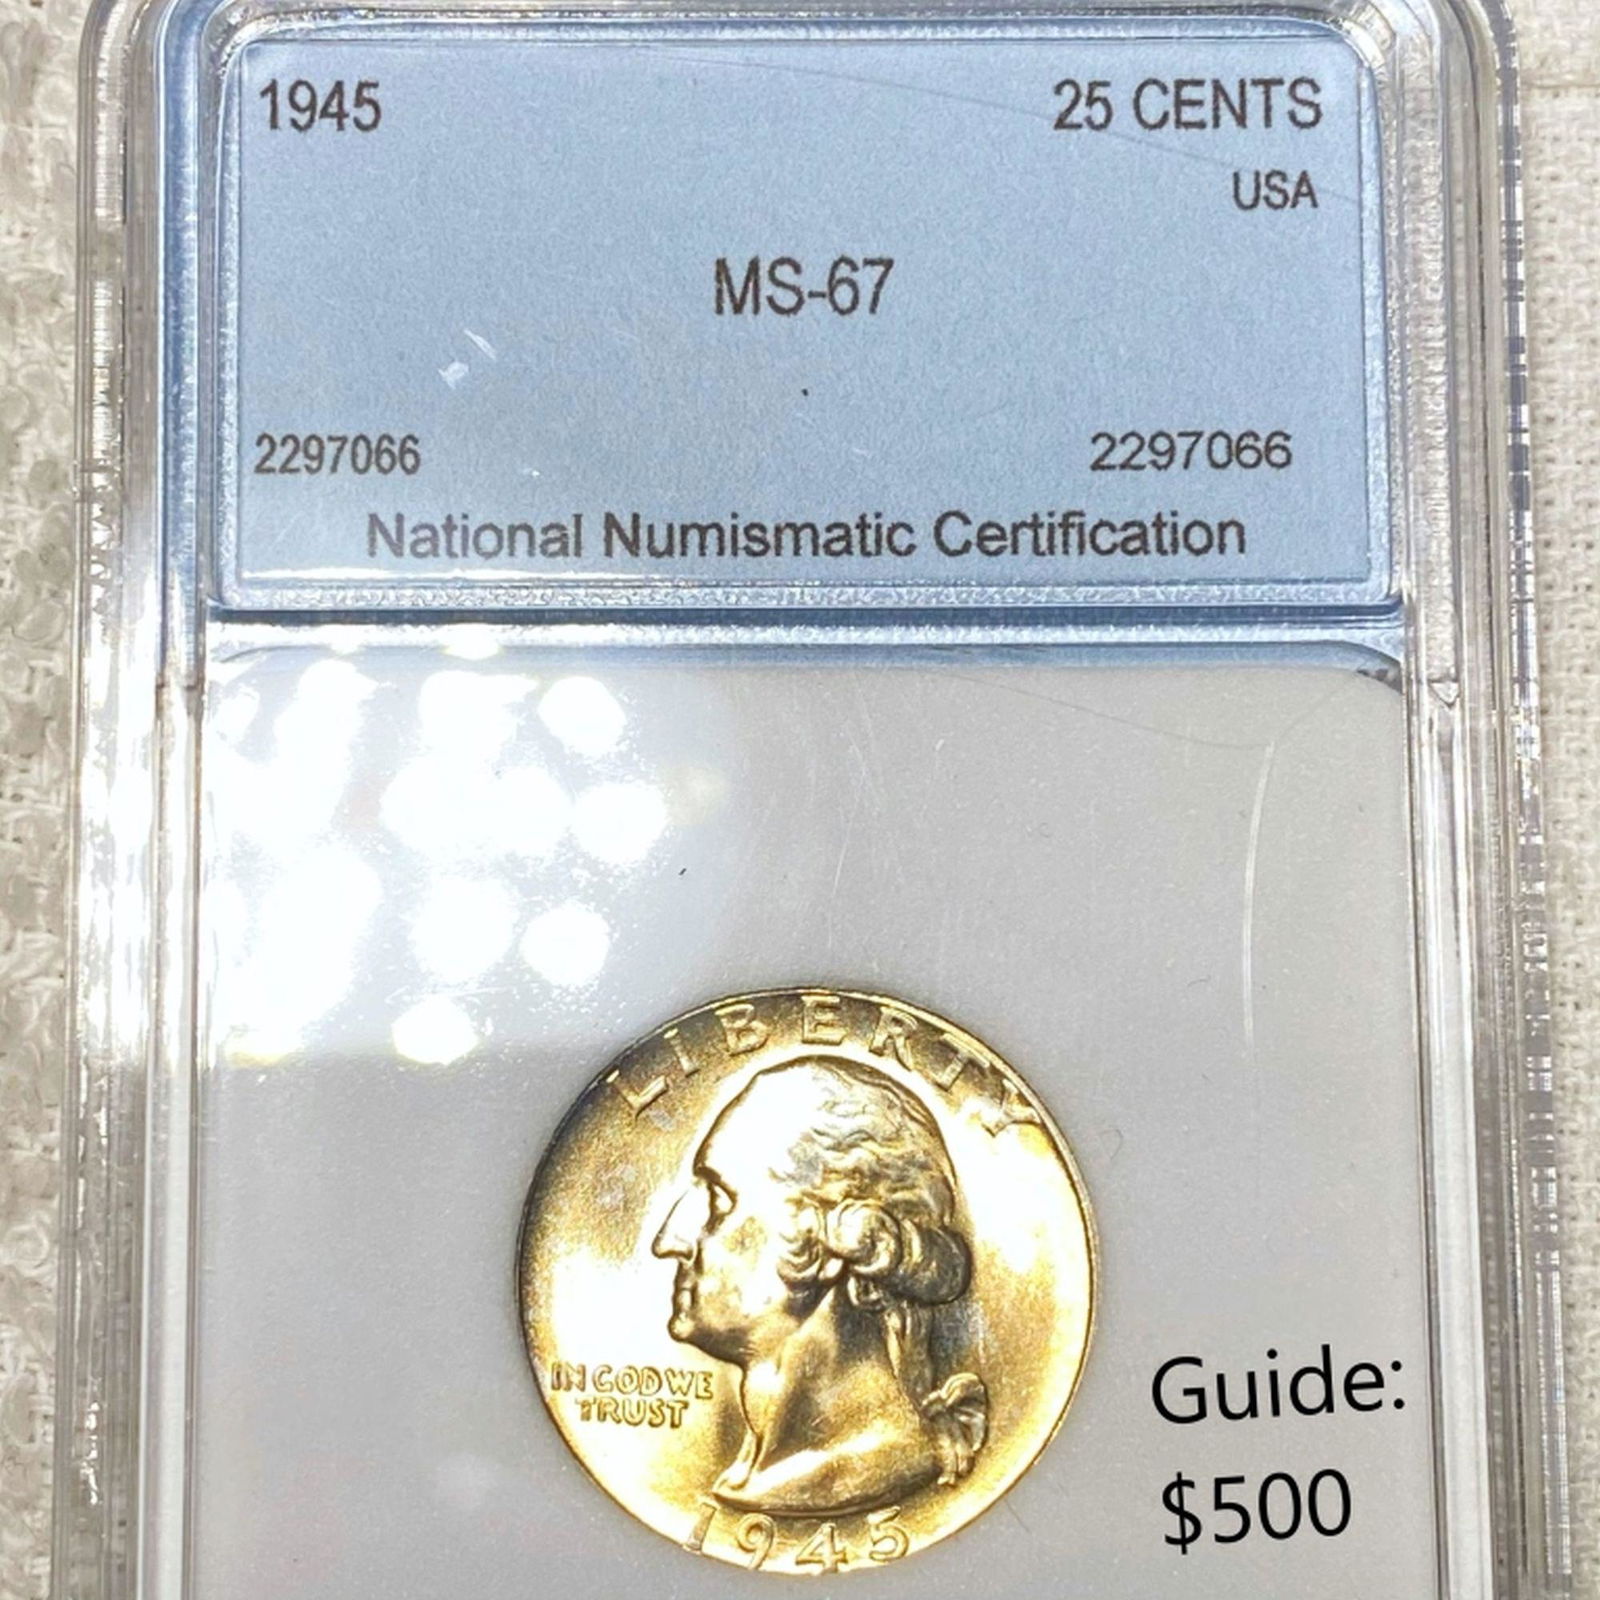 1945 25 CENTS
USA
MS-67
2297066 2297066
National Numismatic Certification
LIBERTY
IN GOD WE
TRUST
1945
Guide:
$500